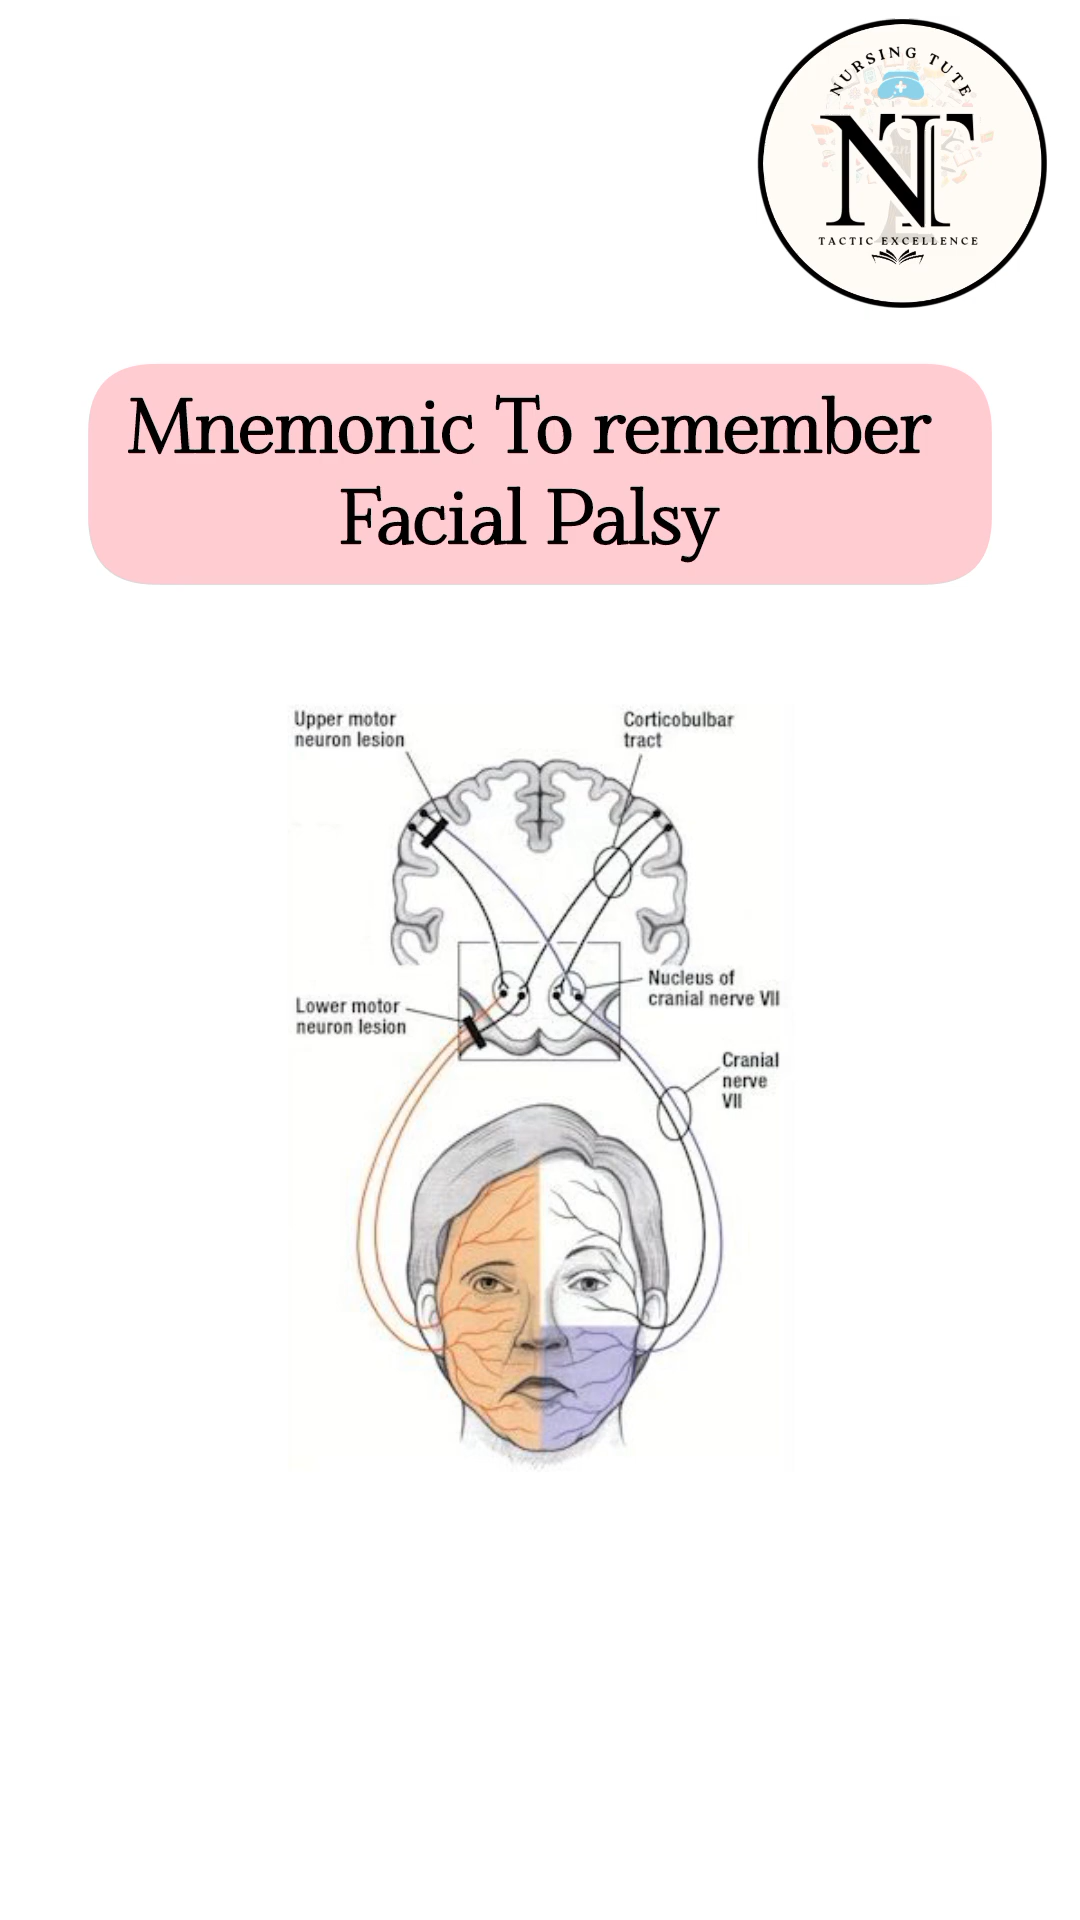 NURSING TUTE
NT
TACTIC EXCELLENCE
Mnemonic To remember
Facial Palsy
Upper motor
neuron lesion
Corticobulbar
tract
Nucleus of
cranial nerve VII
Lower motor
neuron lesion
Cranial
nerve
VII